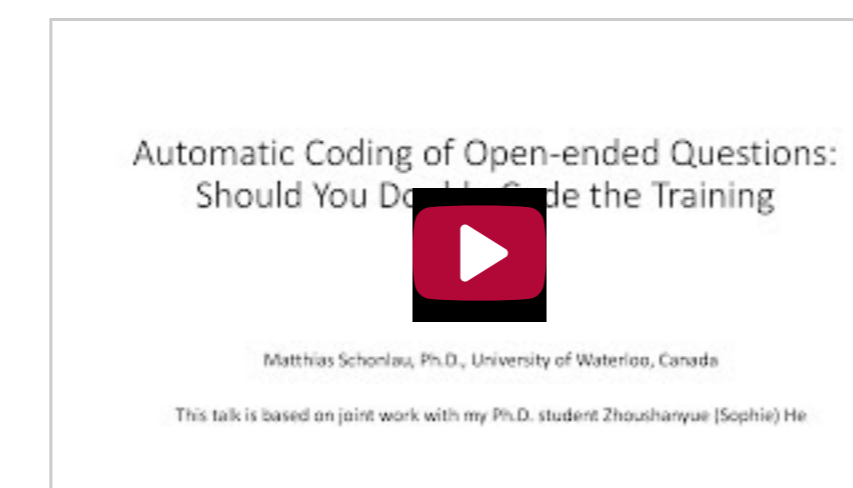 Automatic Coding of Open-ended Questions:
Should You de the Training
Matthias Schonlau, Ph.D., University of Waterloo, Canada
This talk is based on joint work with my Ph.D. student Zhoushanyue (Sophie) He